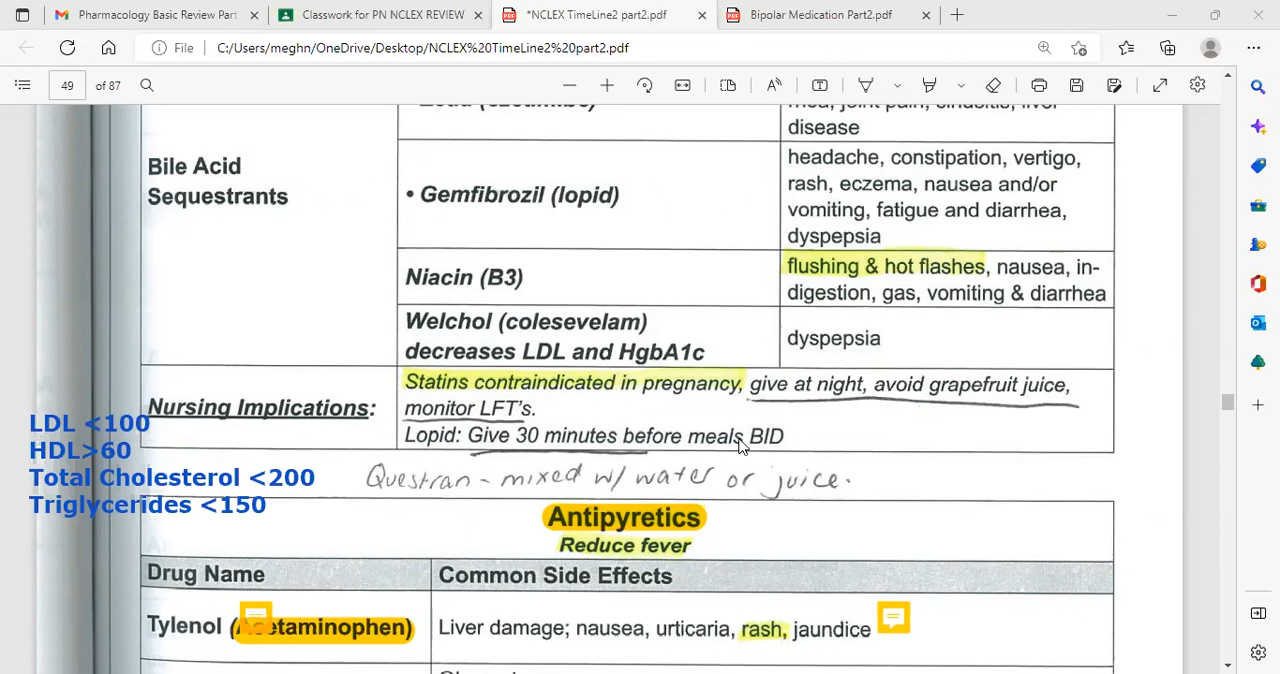 Pharmacology Basic Review Part
Classwork for PN NCLEX REVIEW
*NCLEX TimeLine2 part2.pdf
Bipolar Medication Part2.pdf
File
C:/Users/meghn/OneDrive/Desktop/NCLEX%20TimeLine2%20part2.pdf
49 of 87
disease
Bile Acid
Sequestrants
• Gemfibrozil (lopid)
headache, constipation, vertigo,
rash, eczema, nausea and/or
vomiting, fatigue and diarrhea,
dyspepsia
Niacin (B3)
flushing & hot flashes, nausea, in-
digestion, gas, vomiting & diarrhea
Welchol (colesevelam)
decreases LDL and HgbA1c
dyspepsia
Nursing Implications:
Statins contraindicated in pregnancy, give at night, avoid grapefruit juice,
monitor LFT's.
Lopid: Give 30 minutes before meals BID
LDL <100
HDL>60
Total Cholesterol <200
Triglycerides <150
Questran - mixed w/ water or juice.
Antipyretics
Reduce fever
Drug Name
Common Side Effects
Tylenol (Acetaminophen)
Liver damage; nausea, urticaria, rash, jaundice